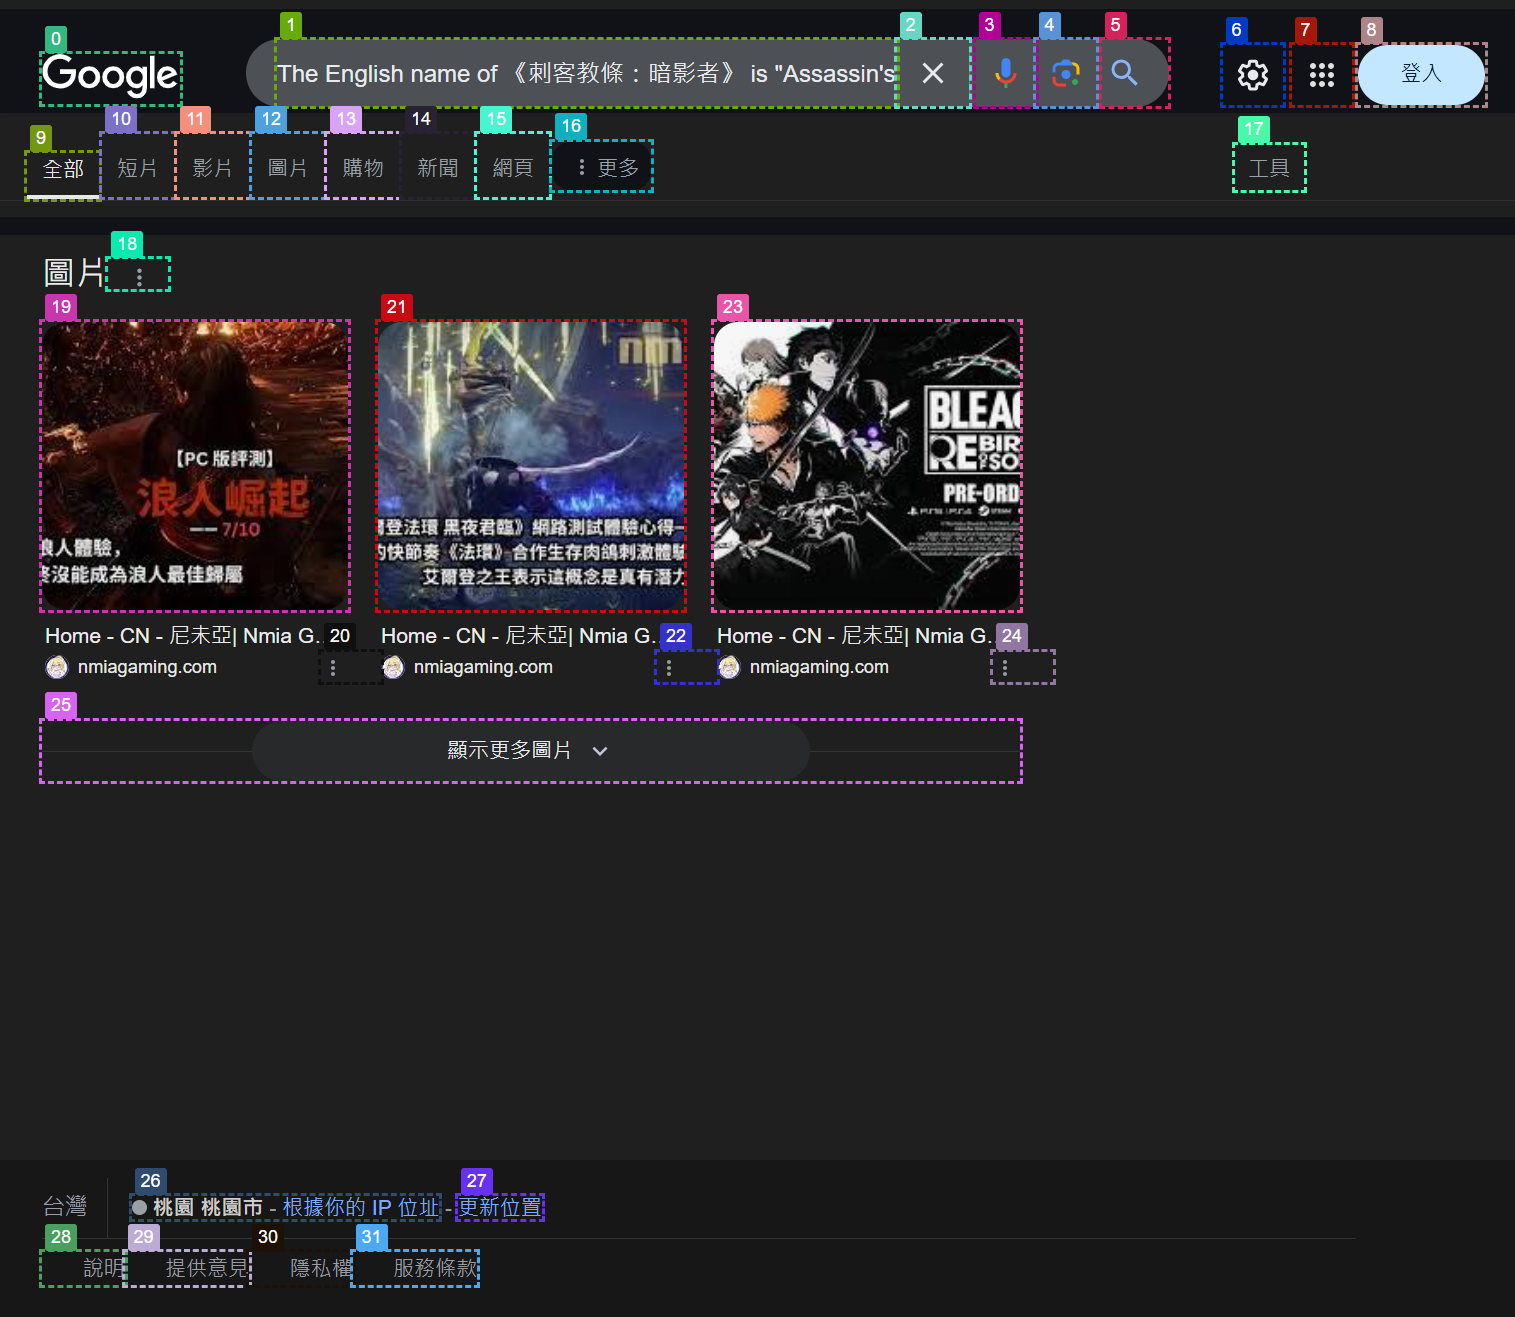 0
1
2
3
4
5
6
7
8
Google
The English name of 《刺客教條：暗影者》 is "Assassin's
登入
9
10
11
12
13
14
15
16
17
全部
短片
影片
圖片
購物
新聞
網頁
更多
工具
18
圖片
19
21
23
【PC 版評測】
浪人崛起
7/10
浪人體驗，
終沒能成為浪人最佳歸屬
nm
爾登法環 黑夜君臨》網路測試體驗心得
的快節奏《法環》合作生存肉鴿刺激體驗
艾爾登之王表示這概念是真有潛力
BLEA
RE BIR
OF SO
PRE-ORD
Home - CN - 尼未亞| Nmia G…
20
nmiagaming.com
Home - CN - 尼未亞| Nmia G…
22
nmiagaming.com
Home - CN - 尼未亞| Nmia G…
24
nmiagaming.com
25
顯示更多圖片
26
27
台灣
桃園 桃園市 - 根據你的 IP 位址 - 更新位置
28
29
30
31
說明
提供意見
隱私權
服務條款